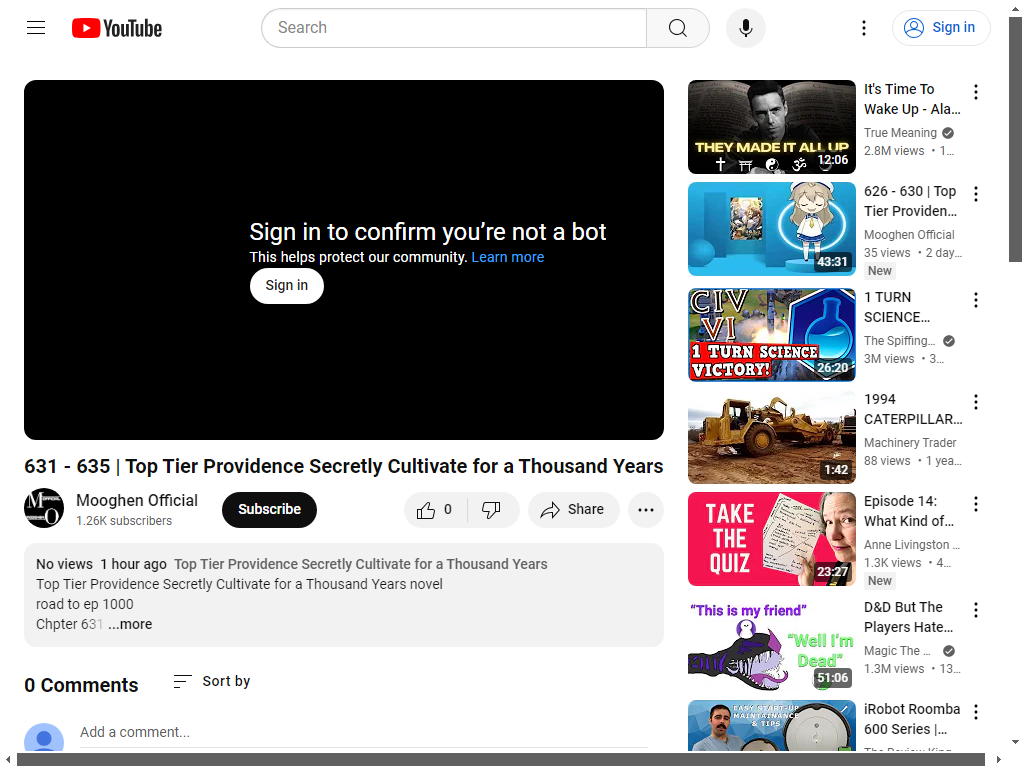 YouTube
Search
Sign in
Sign in to confirm you're not a bot
This helps protect our community. Learn more
Sign in
631 - 635 | Top Tier Providence Secretly Cultivate for a Thousand Years
Mooghen Official
1.26K subscribers
Subscribe
0
Share
No views 1 hour ago Top Tier Providence Secretly Cultivate for a Thousand Years
Top Tier Providence Secretly Cultivate for a Thousand Years novel
road to ep 1000
Chpter 631 ...more
0 Comments
Sort by
Add a comment...
THEY MADE IT ALL UP
12:06
It's Time To
Wake Up - Ala...
True Meaning
2.8M views • 1...
43:31
626 - 630 | Top
Tier Providen...
Mooghen Official
35 views • 2 day...
New
CIV
VI
1 TURN SCIENCE
VICTORY!
26:20
1 TURN
SCIENCE...
The Spiffing...
3M views • 3...
1:42
1994
CATERPILLAR...
Machinery Trader
88 views • 1 yea...
TAKE
THE
QUIZ
23:27
Episode 14:
What Kind of...
Anne Livingston ...
1.3K views • 4...
New
"This is my friend"
"Well I'm
Dead"
51:06
D&D But The
Players Hate...
Magic The ...
1.3M views • 13...
EASY START-UP
MAINTAINANCE
& TIPS
iRobot Roomba
600 Series |...
The Review King